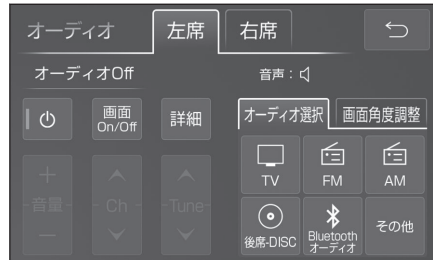 オーディオ 左席 右席
オーディオOff 音声：
画面
On/Off
詳細
オーディオ選択 画面角度調整
音量 Ch Tune
TV FM AM
後席-DISC
Bluetooth
オーディオ
その他